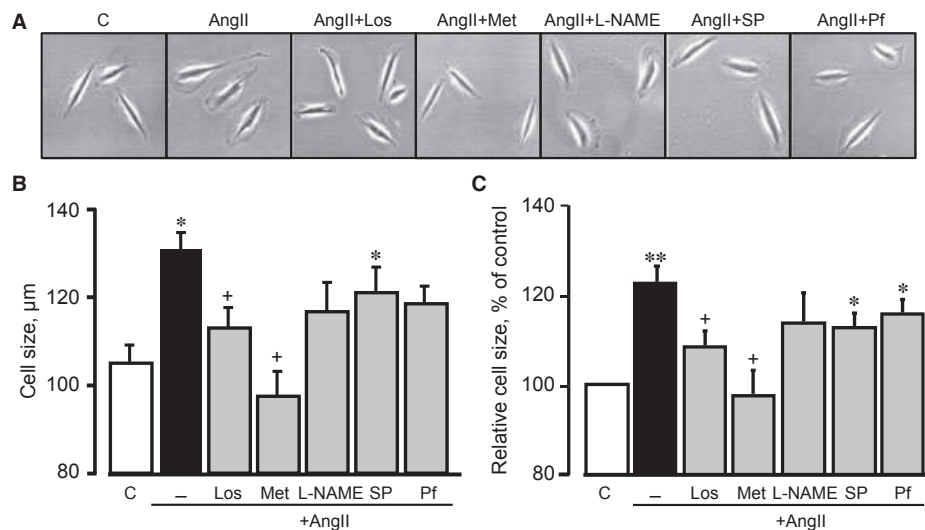 A
C AngII AngII+Los AngII+Met AngII+L-NAME AngII+SP AngII+Pf
B
Cell size, µm
140
120
100
80
* + + *
C – Los Met L-NAME SP Pf
+AngII
C
Relative cell size, % of control
140
120
100
80
** + + * *
C – Los Met L-NAME SP Pf
+AngII